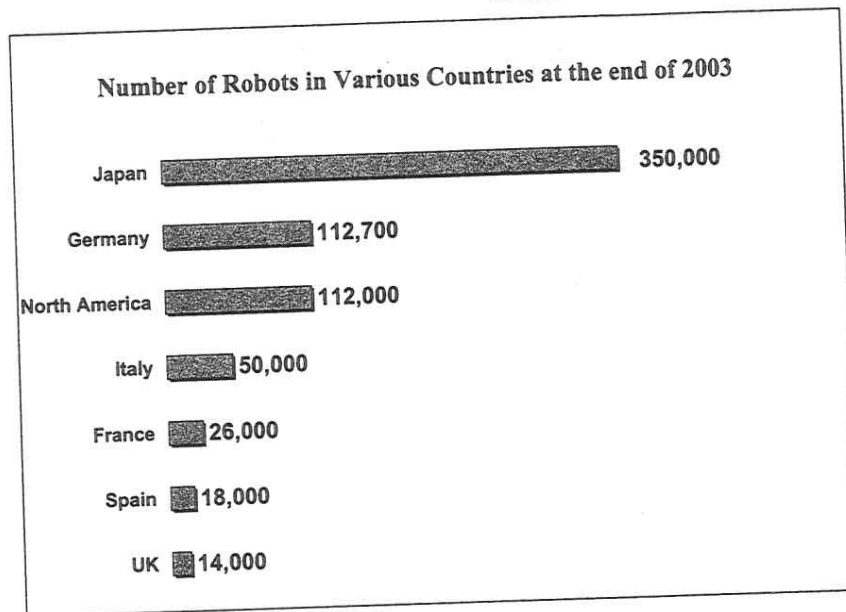 Number of Robots in Various Countries at the end of 2003
Japan 350,000
Germany 112,700
North America 112,000
Italy 50,000
France 26,000
Spain 18,000
UK 14,000